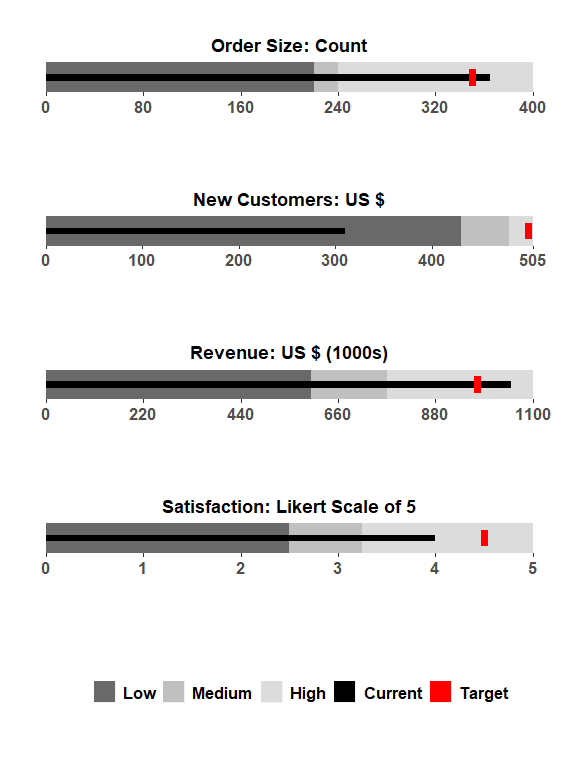 Order Size: Count
0 80 160 240 320 400
New Customers: US $
0 100 200 300 400 505
Revenue: US $ (1000s)
0 220 440 660 880 1100
Satisfaction: Likert Scale of 5
0 1 2 3 4 5
Low Medium High Current Target